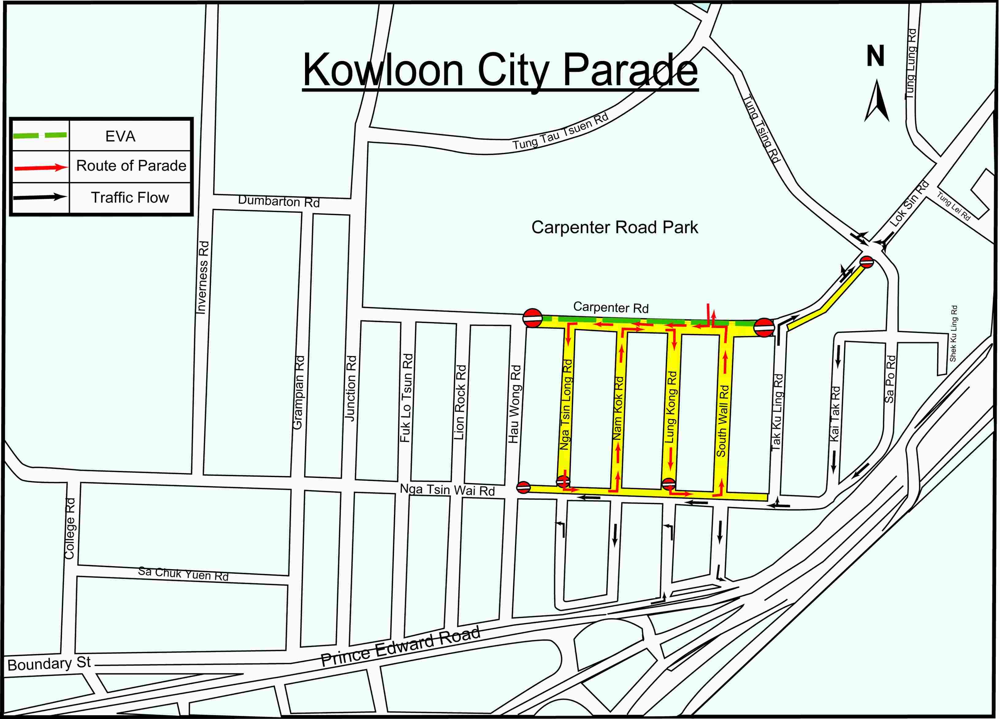 Kowloon City Parade
N
EVA
Route of Parade
Traffic Flow
Tung Lung Rd
Tung Tau Tsuen Rd
Tung Tsing Rd
Lok Sin Rd
Tung Lei Rd
Dumbarton Rd
Carpenter Road Park
Inverness Rd
Carpenter Rd
Shek Ku Ling Rd
Grampian Rd
Junction Rd
Fuk Lo Tsun Rd
Lion Rock Rd
Hau Wong Rd
Nga Tsin Long Rd
Nam Kok Rd
Lung Kong Rd
South Wall Rd
Tak Ku Ling Rd
Kai Tak Rd
Sa Po Rd
Nga Tsin Wai Rd
College Rd
Sa Chuk Yuen Rd
Prince Edward Road
Boundary St